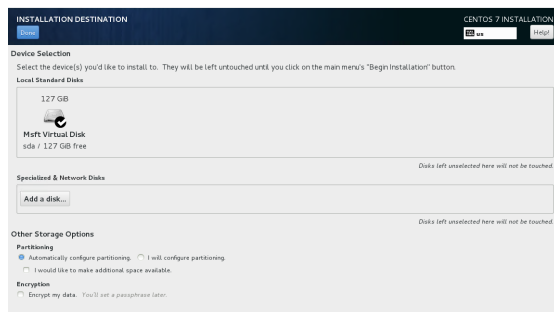 INSTALLATION DESTINATION
CENTOS 7 INSTALLATION
Done
us
Help!
Device Selection
Select the device(s) you'd like to install to. They will be left untouched until you click on the main menu's "Begin Installation" button.
Local Standard Disks
127 GiB
Msft Virtual Disk
sda / 127 GiB free
Disks left unselected here will not be touched.
Specialized & Network Disks
Add a disk...
Disks left unselected here will not be touched.
Other Storage Options
Partitioning
Automatically configure partitioning. I will configure partitioning.
I would like to make additional space available.
Encryption
Encrypt my data. You'll set a passphrase later.